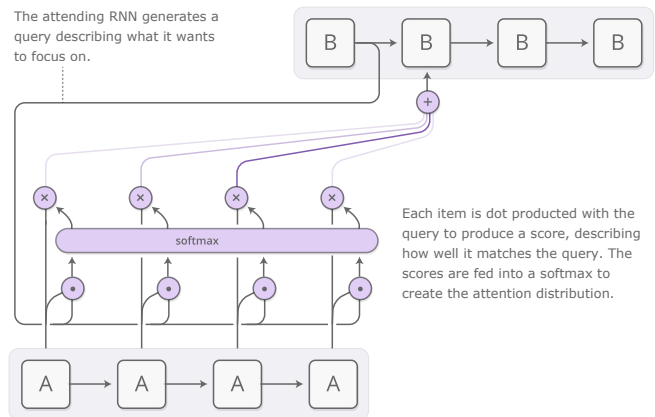 The attending RNN generates a
query describing what it wants
to focus on.
B B B B
+
× × × ×
softmax
Each item is dot producted with the
query to produce a score, describing
how well it matches the query. The
scores are fed into a softmax to
create the attention distribution.
A A A A